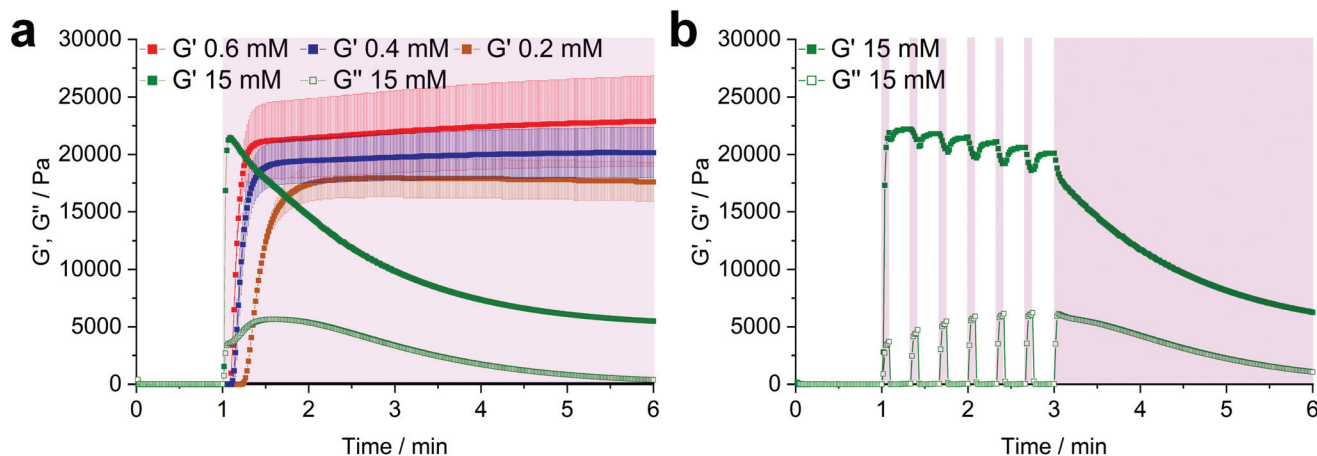 a
30000
25000
20000
15000
10000
5000
0
G', G'' / Pa
G' 0.6 mM G' 0.4 mM G' 0.2 mM
G' 15 mM G'' 15 mM
0 1 2 3 4 5 6
Time / min
b
30000
25000
20000
15000
10000
5000
0
G', G'' / Pa
G' 15 mM
G'' 15 mM
0 1 2 3 4 5 6
Time / min